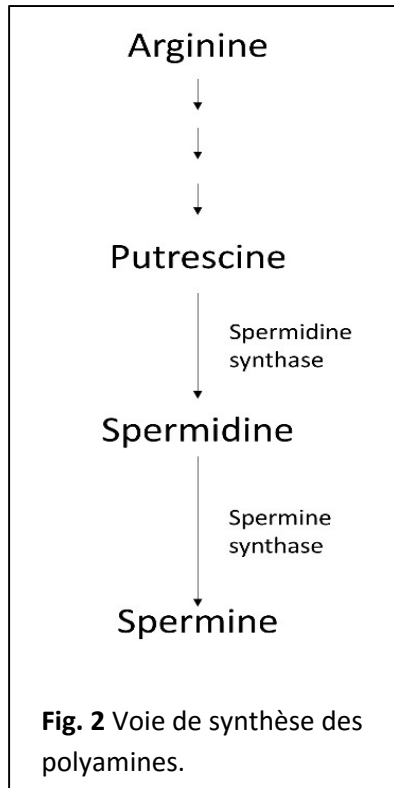 Arginine
Putrescine
Spermidine
synthase
Spermidine
Spermine
synthase
Spermine
Fig. 2 Voie de synthèse des
polyamines.